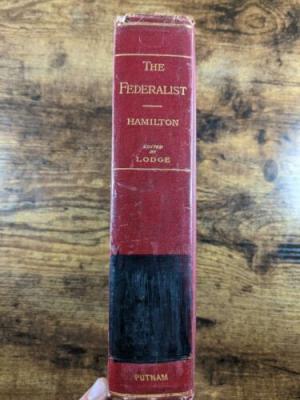 THE
FEDERALIST
HAMILTON
EDITED
BY
LODGE
PUTNAM